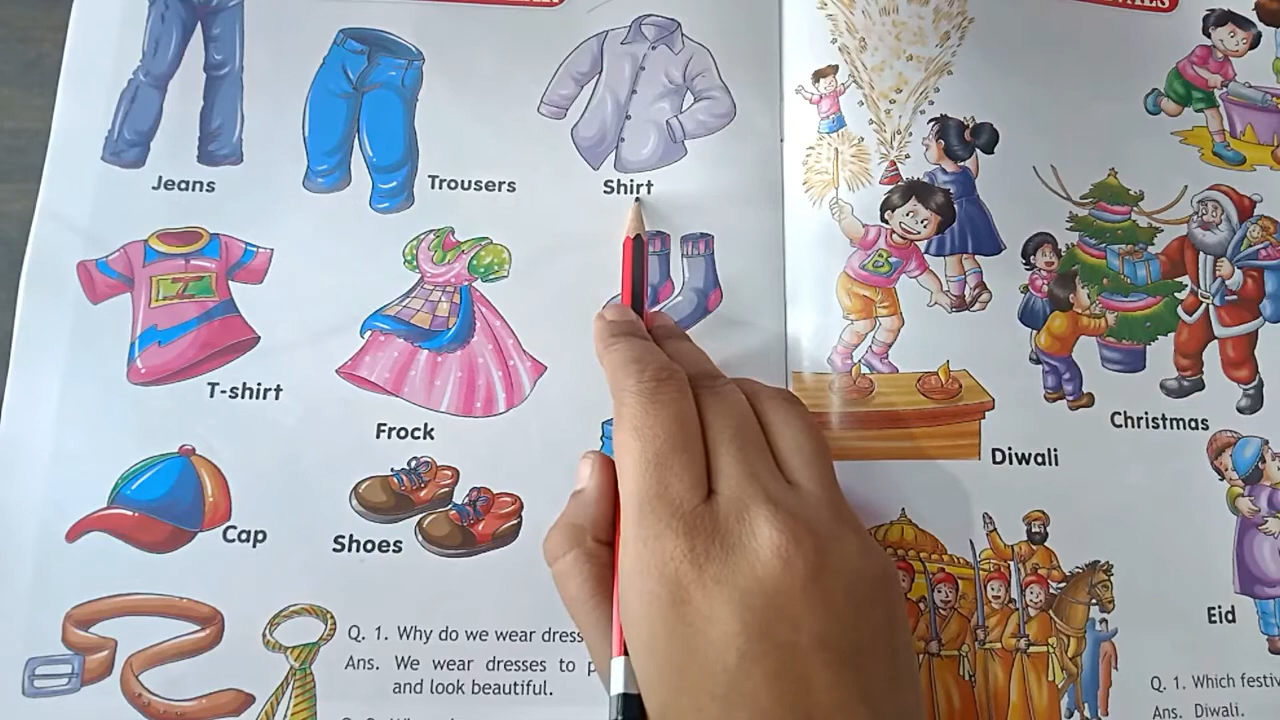 Jeans
Trousers
Shirt
T-shirt
Frock
Cap
Shoes
Q. 1. Why do we wear dress
Ans. We wear dresses to p
and look beautiful.
B
Diwali
Christmas
Eid
Q. 1. Which festiv
Ans. Diwali.